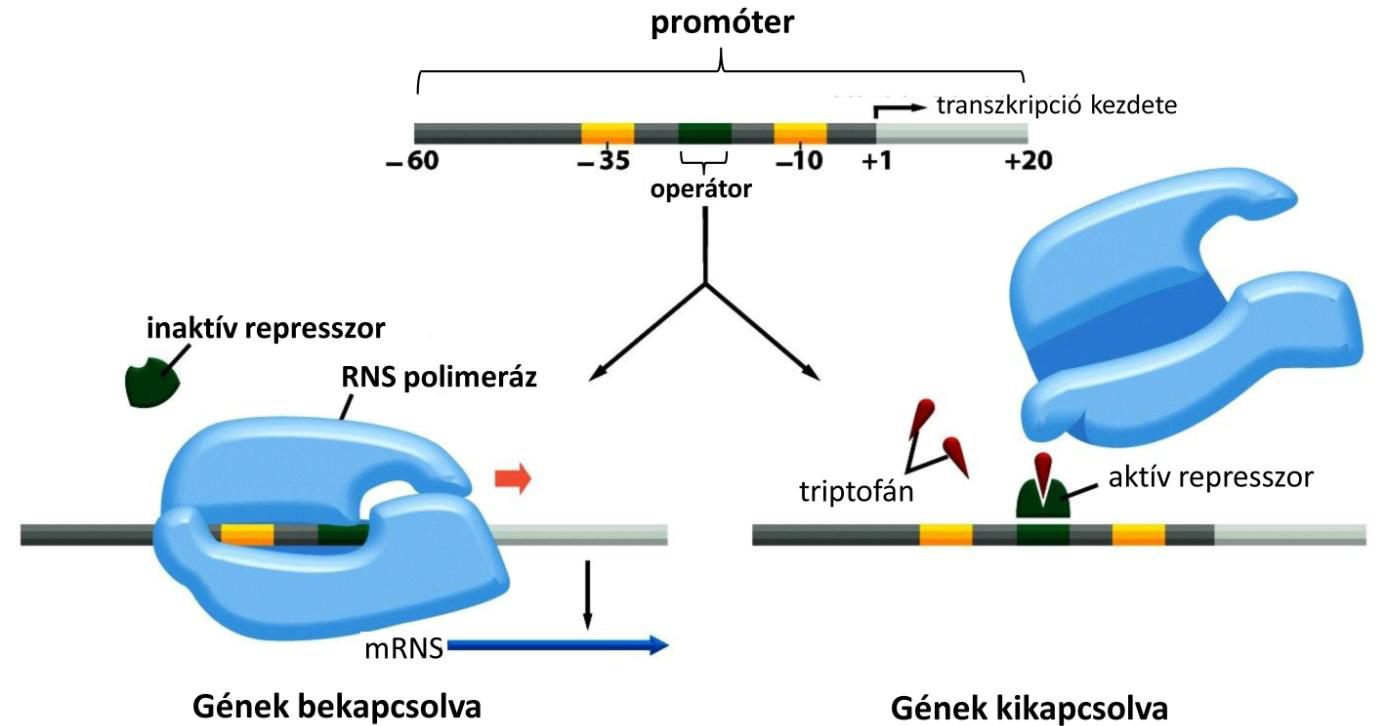 promóter
transzkripció kezdete
–60 –35 –10 +1 +20
operátor
inaktív represszor
RNS polimeráz
triptofán
aktív represszor
mRNS
Gének bekapcsolva
Gének kikapcsolva